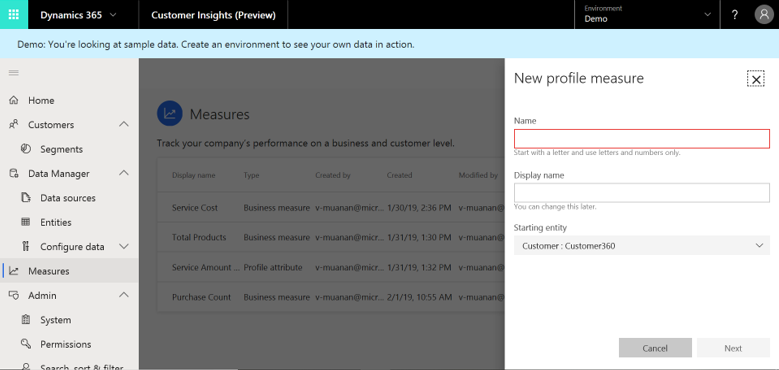 Dynamics 365 Customer Insights (Preview) Environment
Demo ?
Demo: You're looking at sample data. Create an environment to see your own data in action.
Home
Customers
Segments
Data Manager
Data sources
Entities
Configure data
Measures
Admin
System
Permissions
Search, sort & filter
Measures
Track your company's performance on a business and customer level.
Display name Type Created by Created Modified by
Service Cost Business measure v-muanan@micr... 1/30/19, 2:36 PM v-muanan@mic
Total Products Business measure v-muanan@micr... 1/31/19, 1:30 PM v-muanan@mic
Service Amount ... Profile attribute v-muanan@micr... 1/31/19, 1:32 PM v-muanan@mic
Purchase Count Business measure v-muanan@micr... 2/1/19, 10:55 AM v-muanan@mic
New profile measure
Name
Start with a letter and use letters and numbers only.
Display name
You can change this later.
Starting entity
Customer : Customer360
Cancel Next